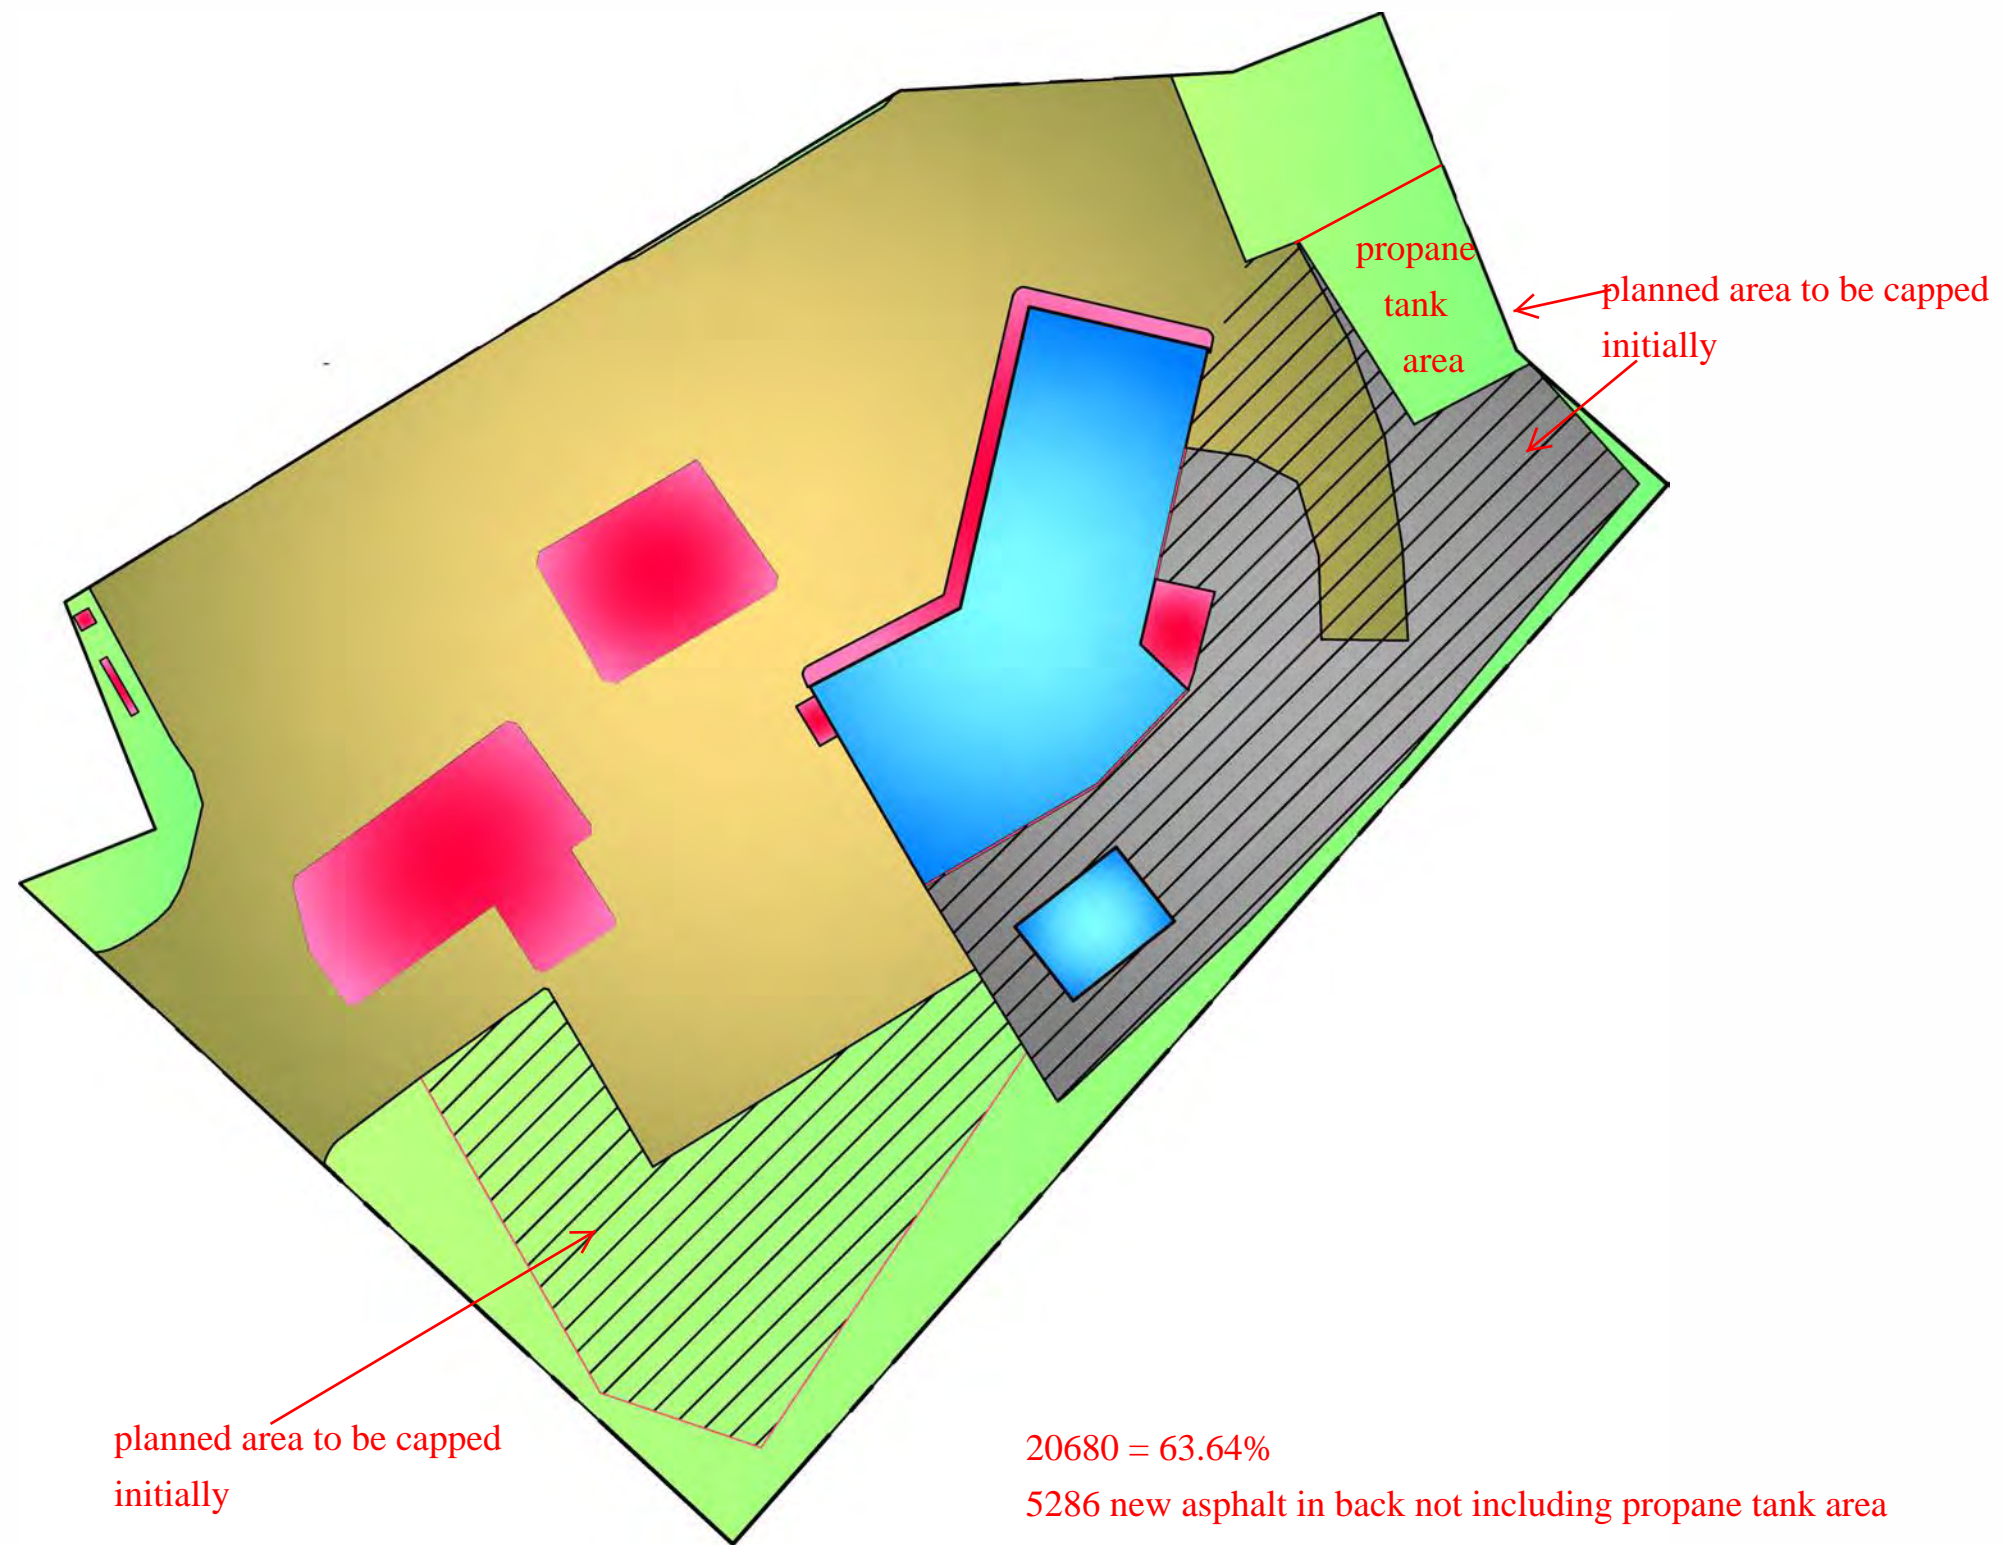 propane
tank
area
planned area to be capped
initially
planned area to be capped
initially
20680 = 63.64%
5286 new asphalt in back not including propane tank area